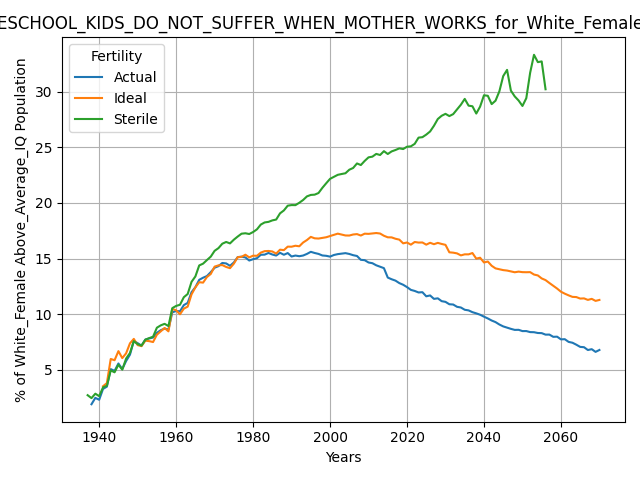 ESCHOOL_KIDS_DO_NOT_SUFFER_WHEN_MOTHER_WORKS_for_White_Female
Fertility
Actual
Ideal
Sterile
% of White_Female Above_Average_IQ Population
30
25
20
15
10
5
1940 1960 1980 2000 2020 2040 2060
Years